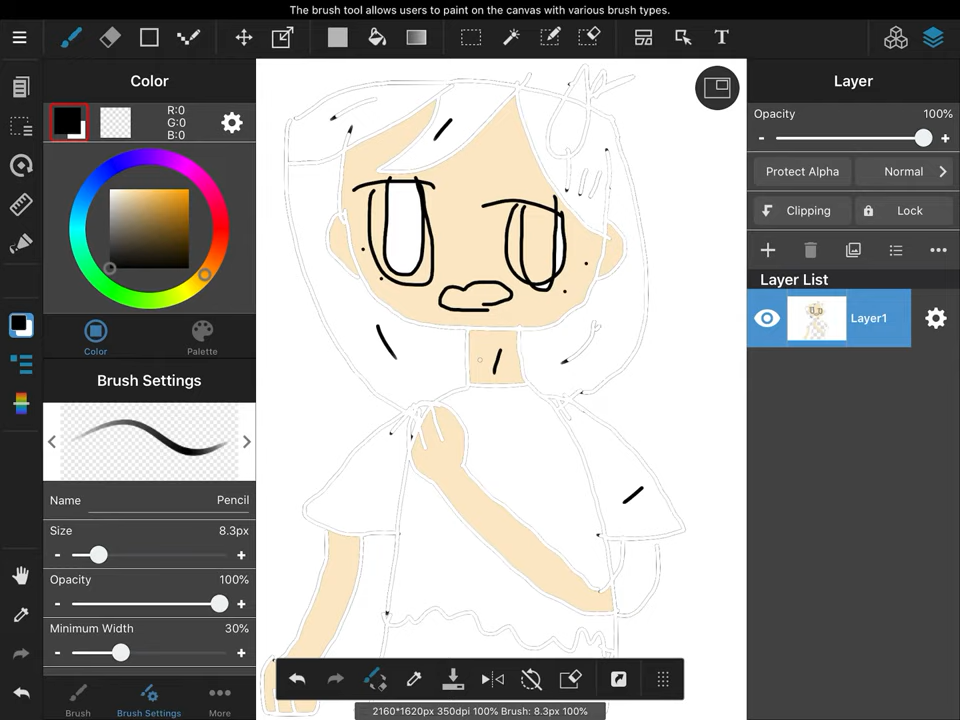 The brush tool allows users to paint on the canvas with various brush types.
T
Color
R:0
G:0
B:0
Color
Palette
Brush Settings
Name Pencil
Size 8.3px
- +
Opacity 100%
- +
Minimum Width 30%
- +
Brush
Brush Settings
More
2160*1620px 350dpi 100% Brush: 8.3px 100%
Layer
Opacity 100%
- +
Protect Alpha
Normal
Clipping
Lock
Layer List
Layer1